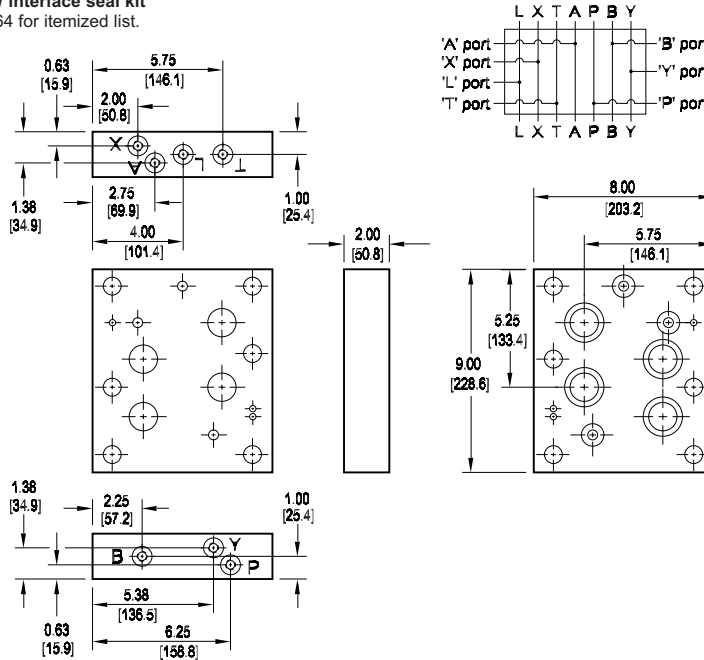 interface seal kit
64 for itemized list.
L X T A P B Y
'A' port
'B' port
'X' port
'Y' port
'L' port
'T' port
'P' port
L X T A P B Y
0.63
[15.9]
5.75
[146.1]
2.00
[50.8]
X
A
L
T
1.38
[34.9]
2.75
[69.9]
4.00
[101.4]
1.00
[25.4]
2.00
[50.8]
8.00
[203.2]
5.75
[146.1]
5.25
[133.4]
9.00
[228.6]
1.38
[34.9]
2.25
[57.2]
1.00
[25.4]
B
Y
P
5.38
[136.5]
0.63
[15.9]
6.25
[158.8]